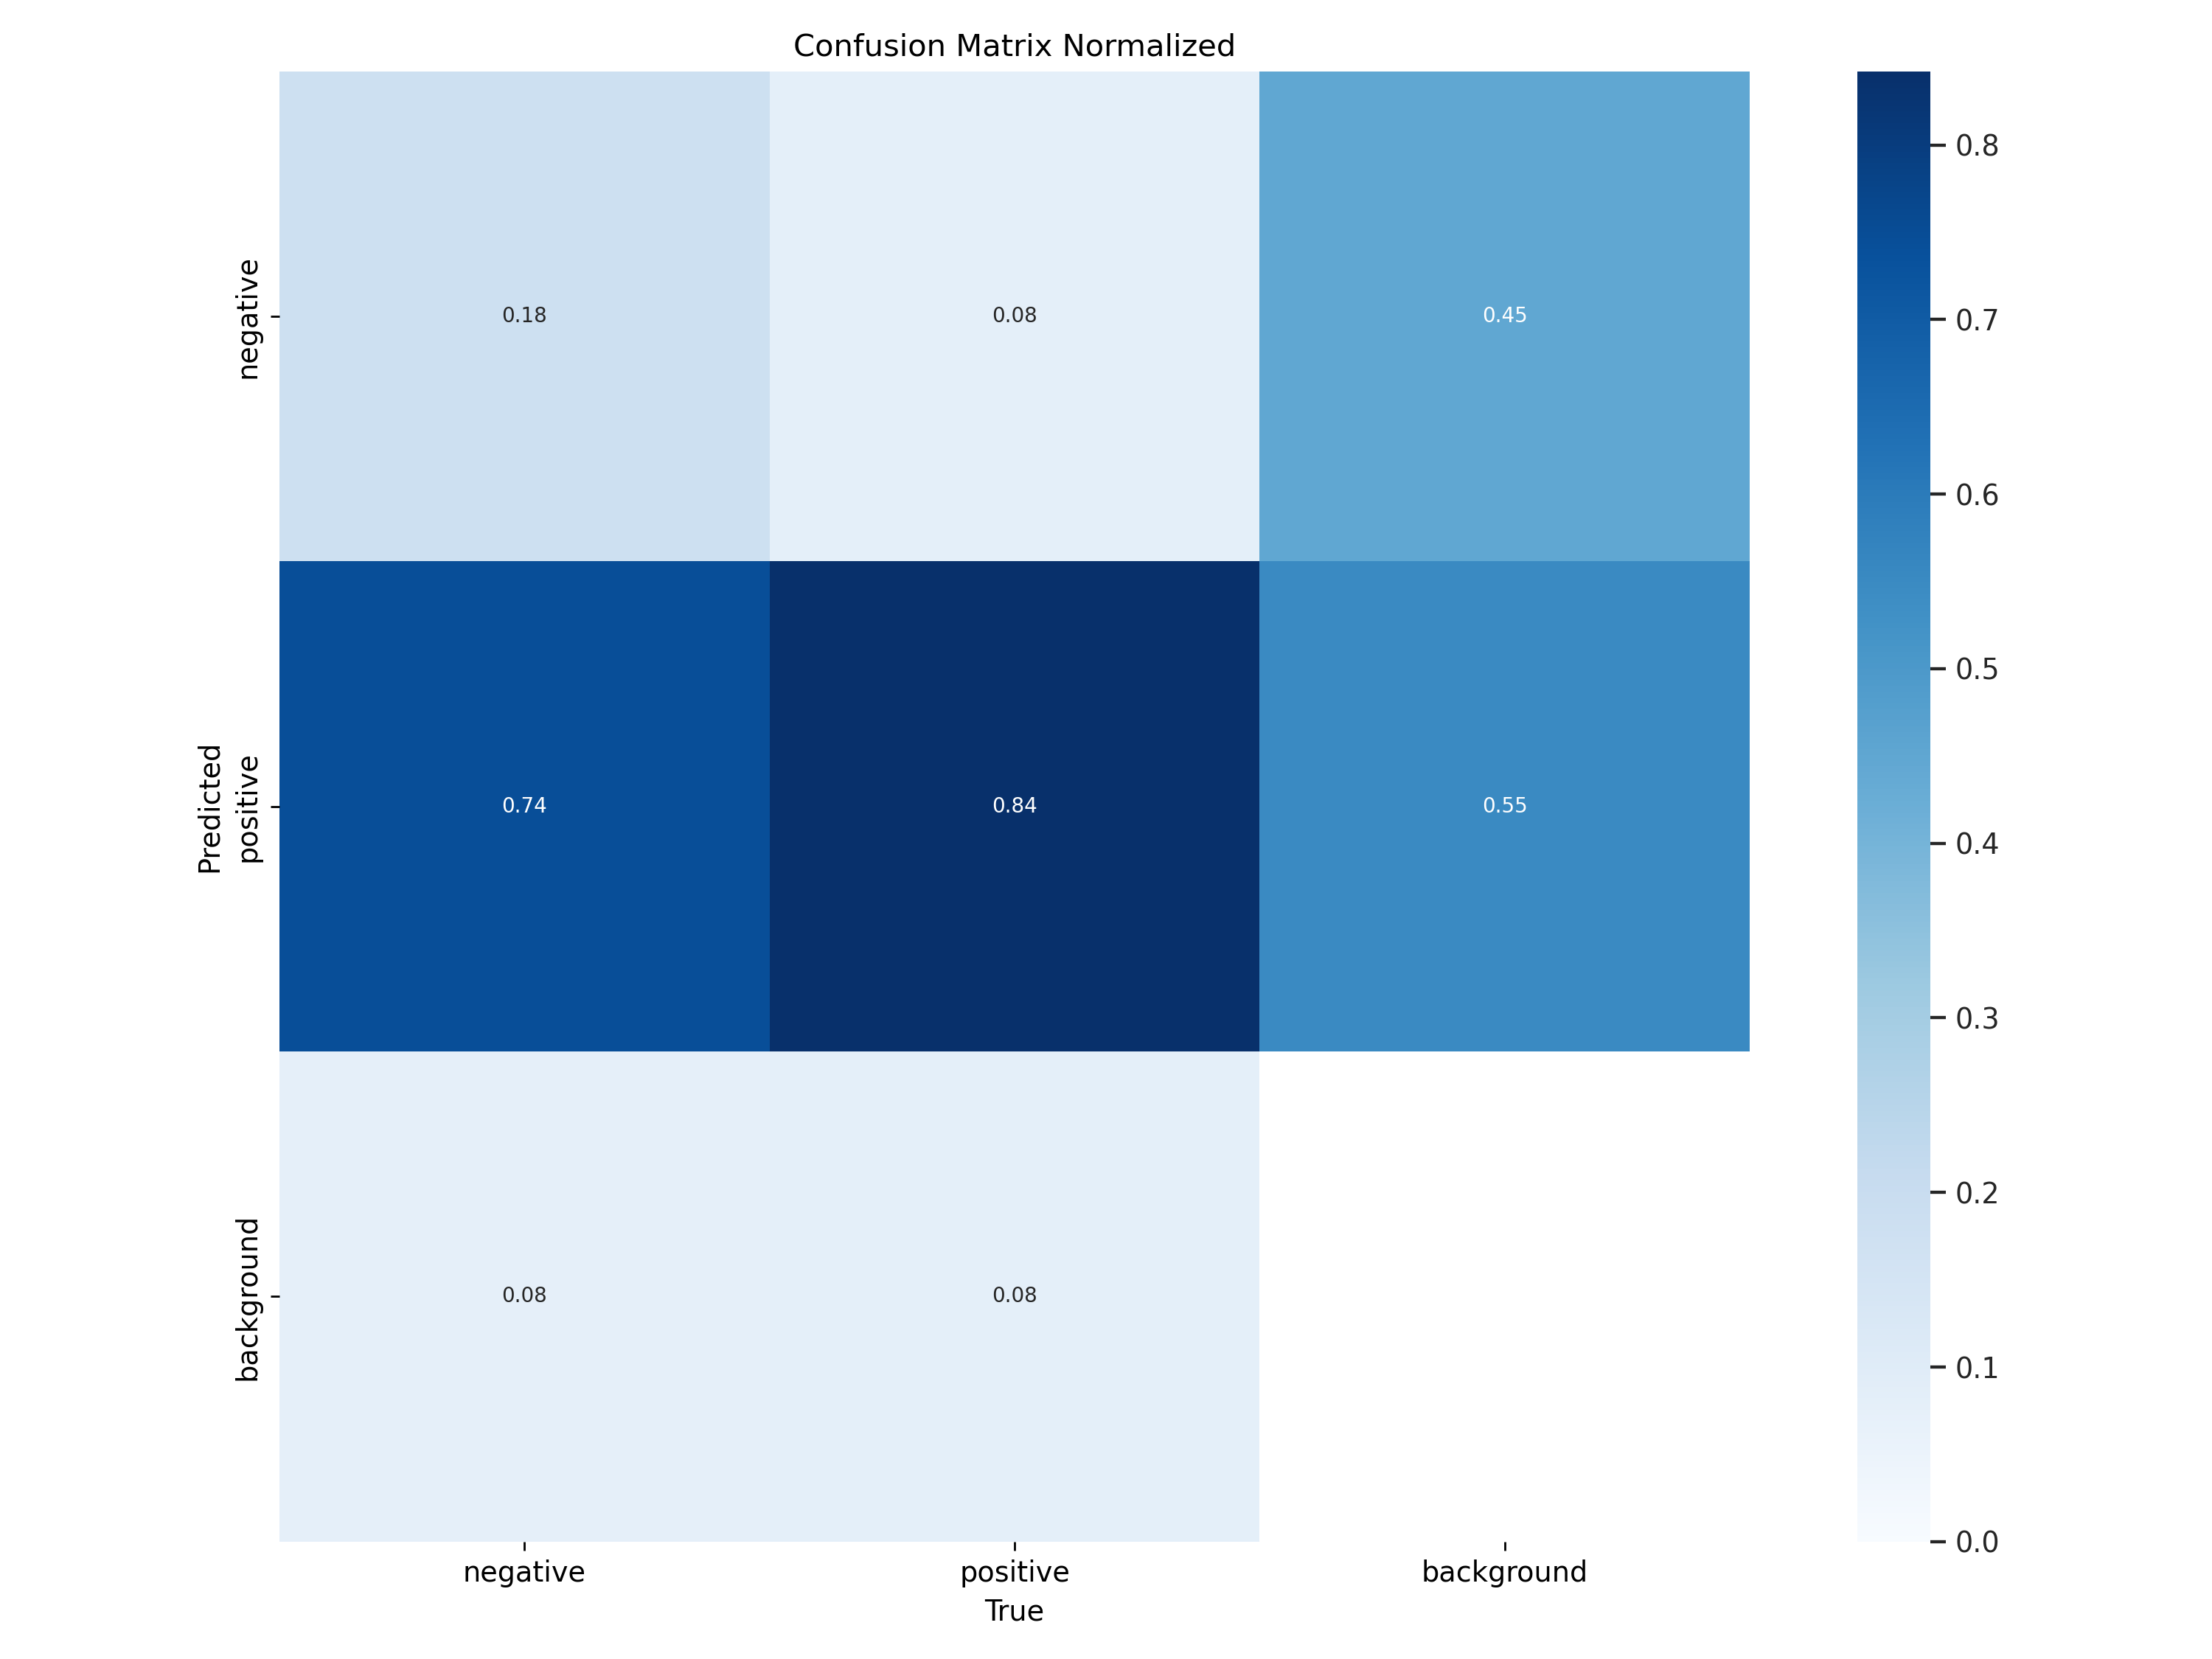 Confusion Matrix Normalized
negative
0.18
0.08
0.45
Predicted
positive
0.74
0.84
0.55
background
0.08
0.08
negative
positive
background
True
0.8
0.7
0.6
0.5
0.4
0.3
0.2
0.1
0.0